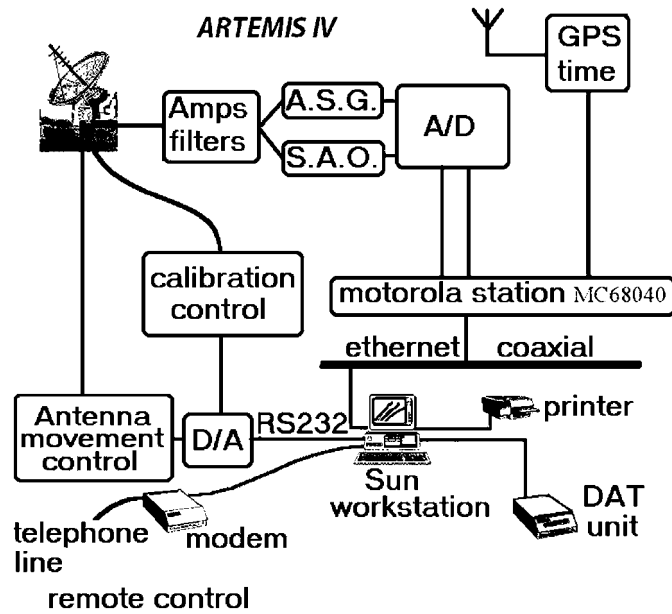 ARTEMIS IV
GPS
time
Amps
filters
A.S.G.
S.A.O.
A/D
calibration
control
motorola station MC68040
ethernet coaxial
Antenna
movement
control
D/A
RS232
printer
Sun
workstation
DAT
unit
telephone
line
modem
remote control